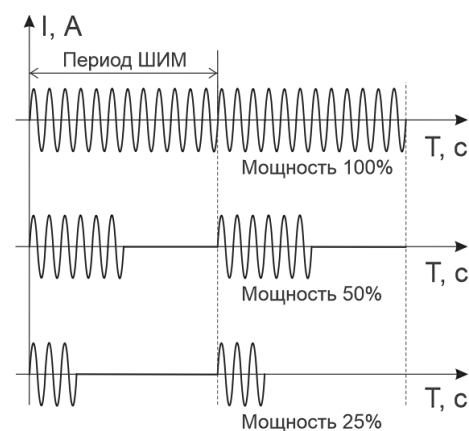 I, А
Период ШИМ
Т, с
Мощность 100%
Т, с
Мощность 50%
Т, с
Мощность 25%